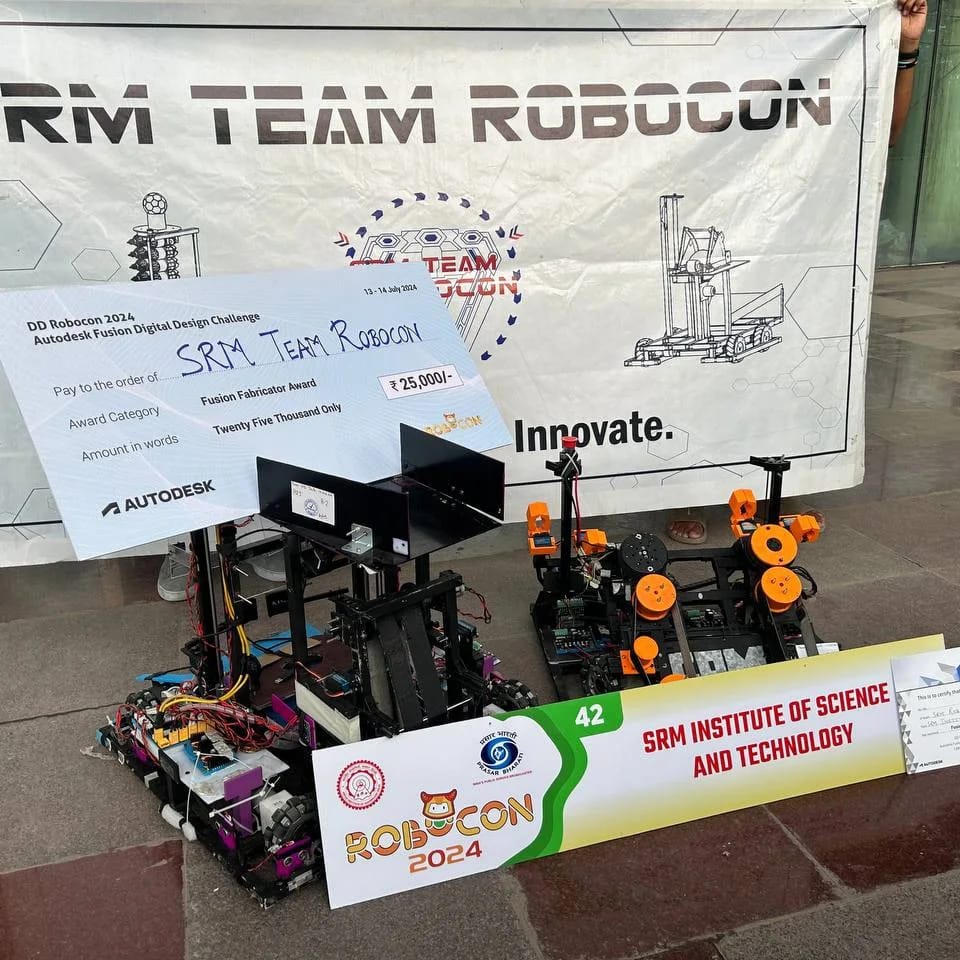 RM TEAM ROBOCON
TEAM
Innovate.
13 - 14 July 2024
DD Robocon 2024
Autodesk Fusion Digital Design Challenge
Pay to the order of SRM TEAM ROBOCON
Award Category Fusion Fabricator Award
₹ 25,000/-
Amount in words Twenty Five Thousand Only
ROBOCON
AUTODESK
42
प्रसार भारती
PRASAR BHARATI
ROBOCON
2024
SRM INSTITUTE OF SCIENCE
AND TECHNOLOGY
This is to certify that
AUTODESK